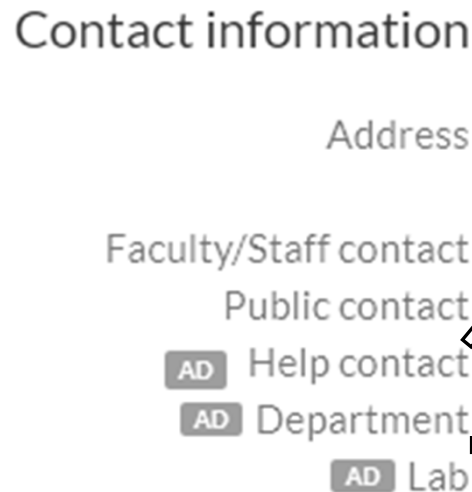 Contact information
Address
Faculty/Staff contact
Public contact
AD Help contact
AD Department
AD Lab